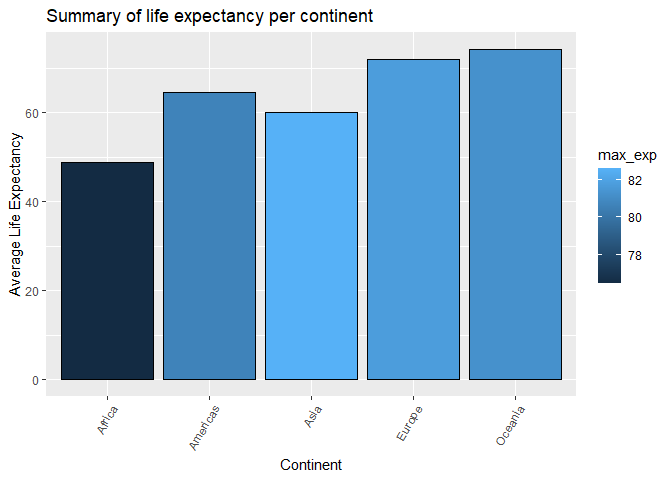 Summary of life expectancy per continent
Average Life Expectancy
60
40
20
0
Africa
Americas
Asia
Europe
Oceania
Continent
max_exp
82
80
78